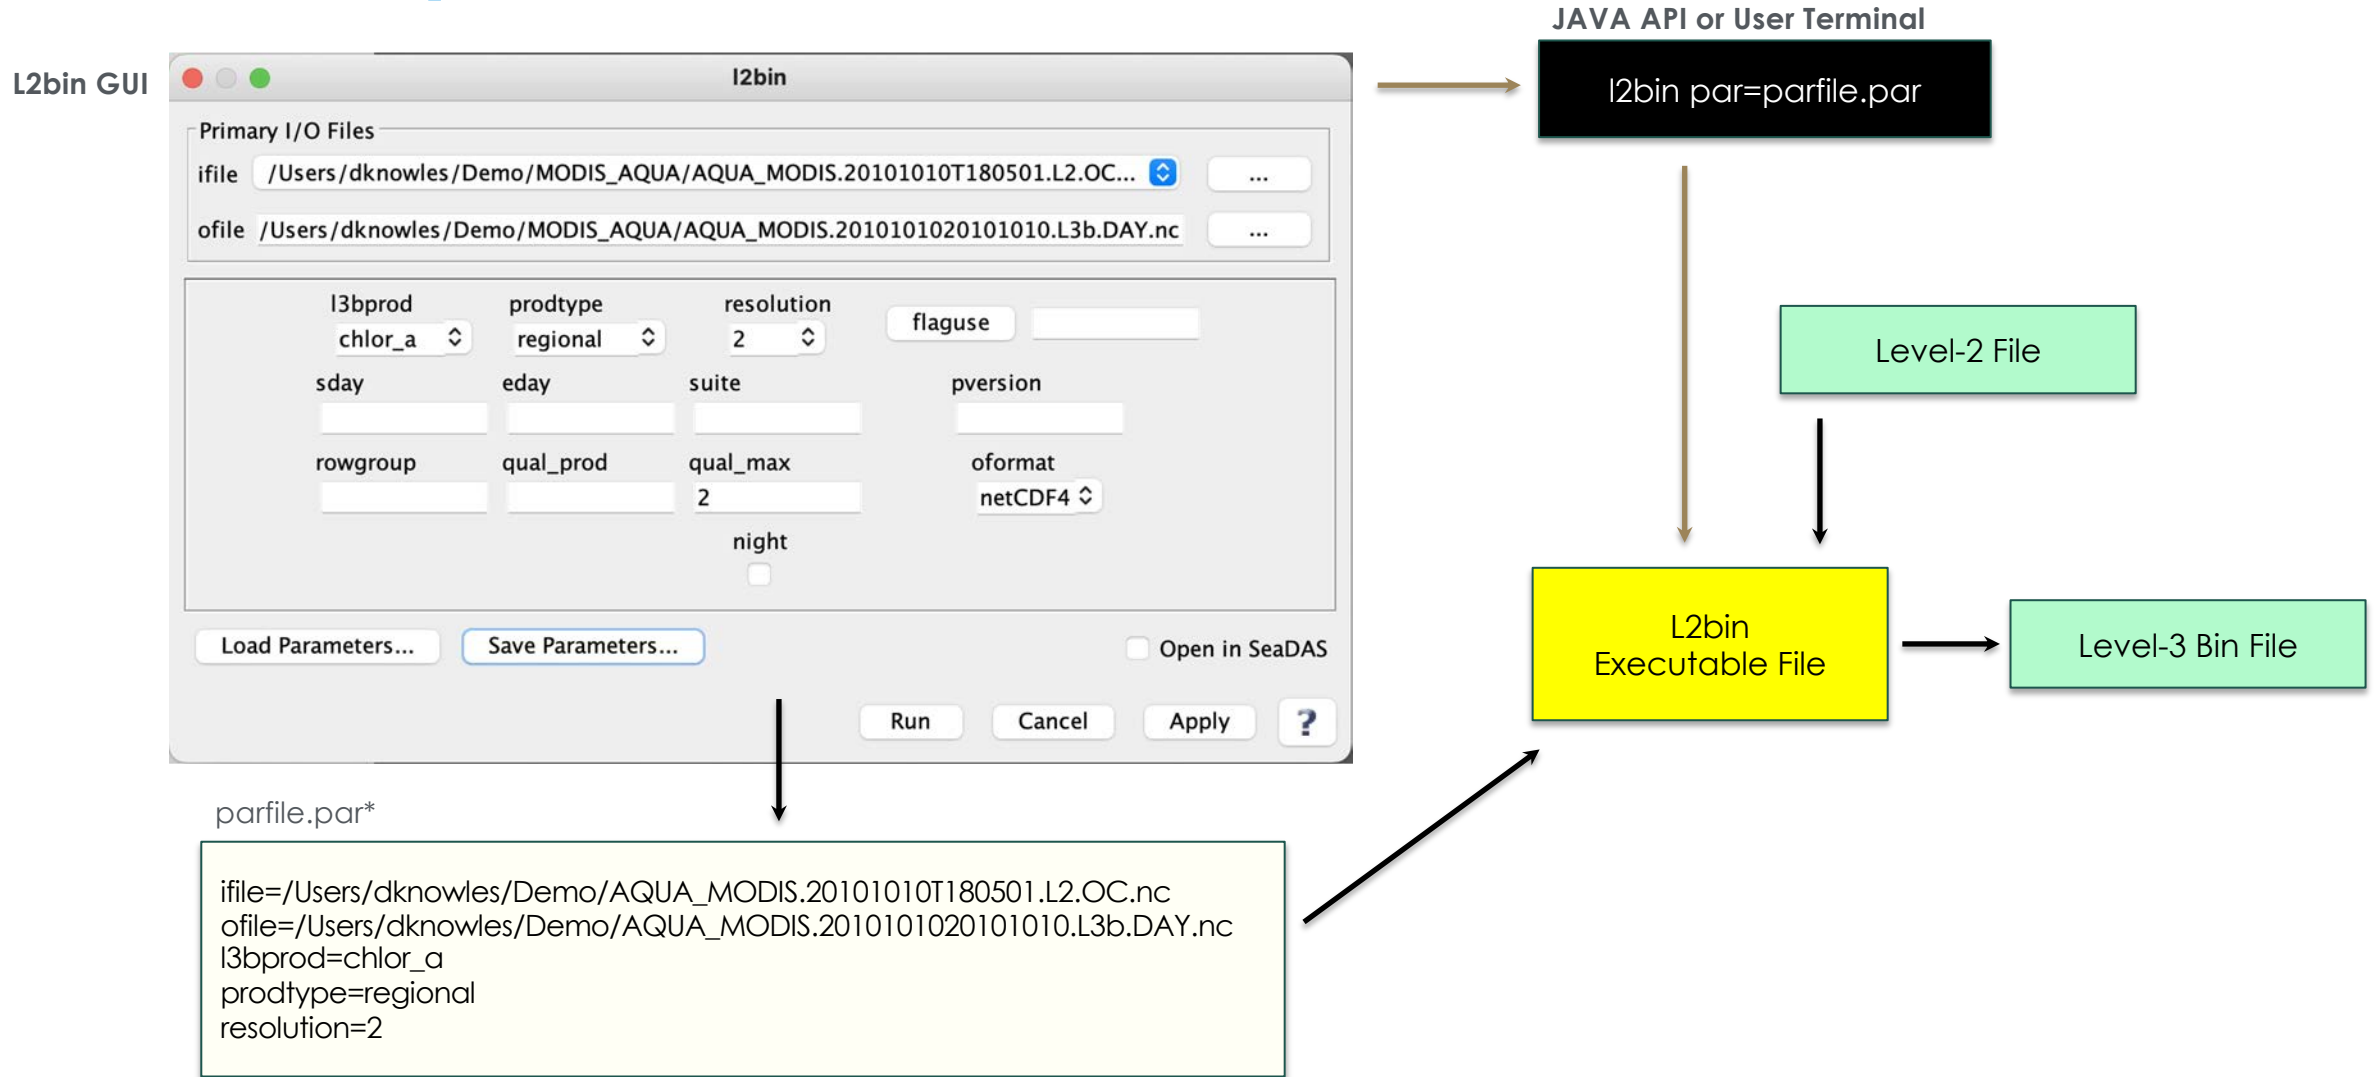 JAVA API or User Terminal
L2bin GUI
l2bin
l2bin par=parfile.par
Primary I/O Files
ifile /Users/dknowles/Demo/MODIS_AQUA/AQUA_MODIS.20101010T180501.L2.OC... ...
ofile /Users/dknowles/Demo/MODIS_AQUA/AQUA_MODIS.2010101020101010.L3b.DAY.nc ...
l3bprod prodtype resolution
chlor_a regional 2 flaguse
sday eday suite pversion
rowgroup qual_prod qual_max oformat
2 netCDF4
night
Load Parameters... Save Parameters... Open in SeaDAS
Run Cancel Apply ?
Level-2 File
L2bin
Executable File
Level-3 Bin File
parfile.par*
ifile=/Users/dknowles/Demo/AQUA_MODIS.20101010T180501.L2.OC.nc
ofile=/Users/dknowles/Demo/AQUA_MODIS.2010101020101010.L3b.DAY.nc
l3bprod=chlor_a
prodtype=regional
resolution=2